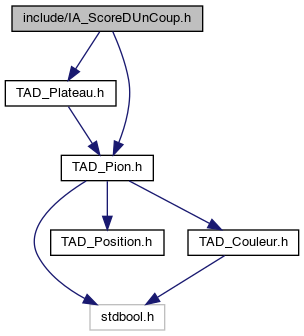 include/IA_ScoreDUnCoup.h
TAD_Plateau.h
TAD_Pion.h
TAD_Position.h
TAD_Couleur.h
stdbool.h